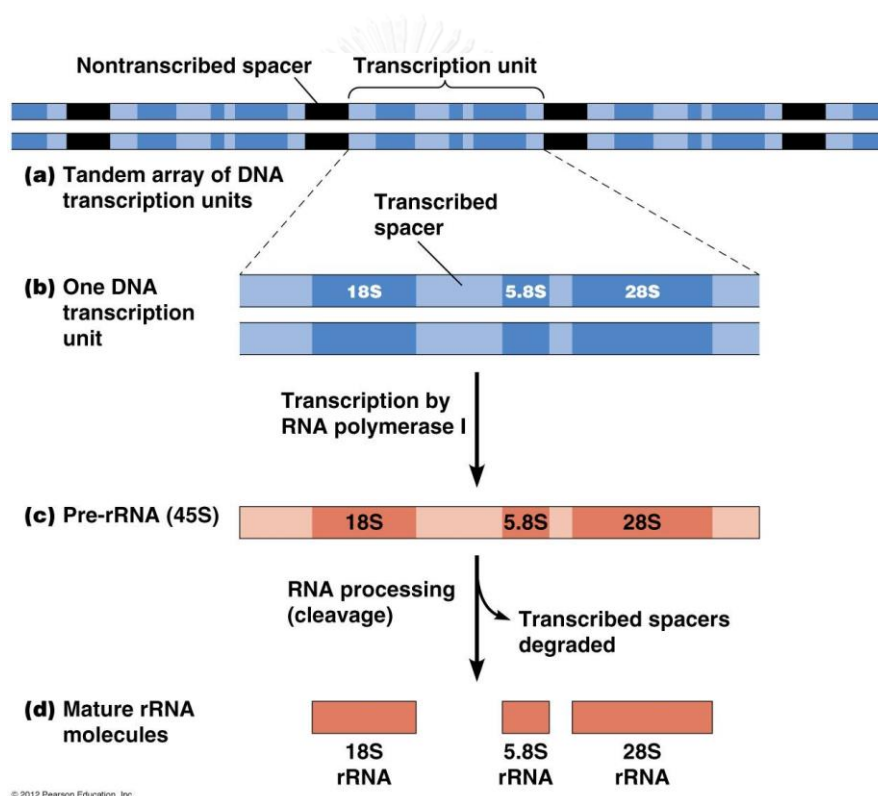 Nontranscribed spacer
Transcription unit
(a) Tandem array of DNA
transcription units
Transcribed
spacer
(b) One DNA
transcription
unit
18S
5.8S
28S
Transcription by
RNA polymerase I
(c) Pre-rRNA (45S)
18S
5.8S
28S
RNA processing
(cleavage)
Transcribed spacers
degraded
(d) Mature rRNA
molecules
18S
rRNA
5.8S
rRNA
28S
rRNA
© 2012 Pearson Education, Inc.